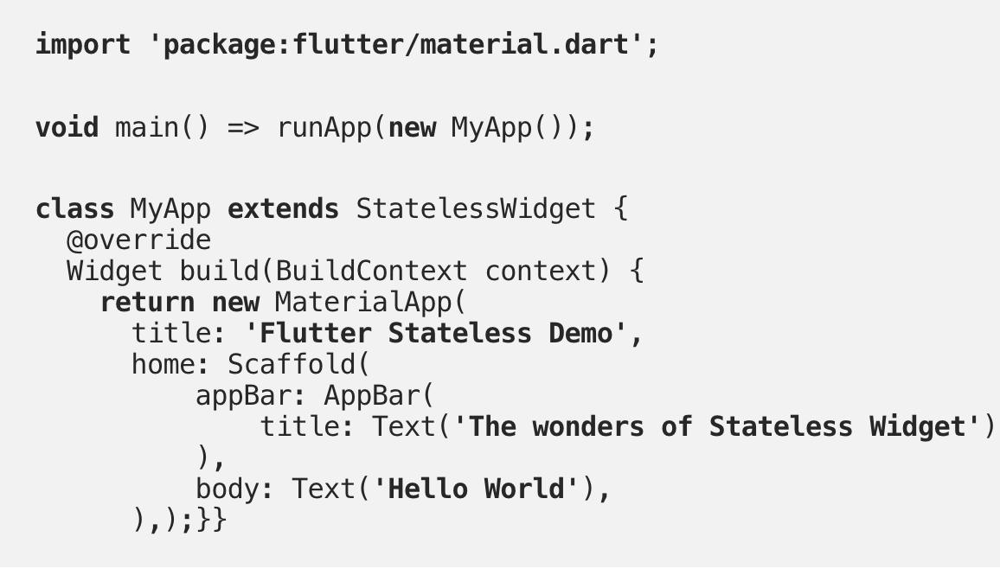 import 'package:flutter/material.dart';
void main() => runApp(new MyApp());
class MyApp extends StatelessWidget {
  @override
  Widget build(BuildContext context) {
    return new MaterialApp(
      title: 'Flutter Stateless Demo',
      home: Scaffold(
          appBar: AppBar(
              title: Text('The wonders of Stateless Widget')
          ),
          body: Text('Hello World'),
      ),);}}